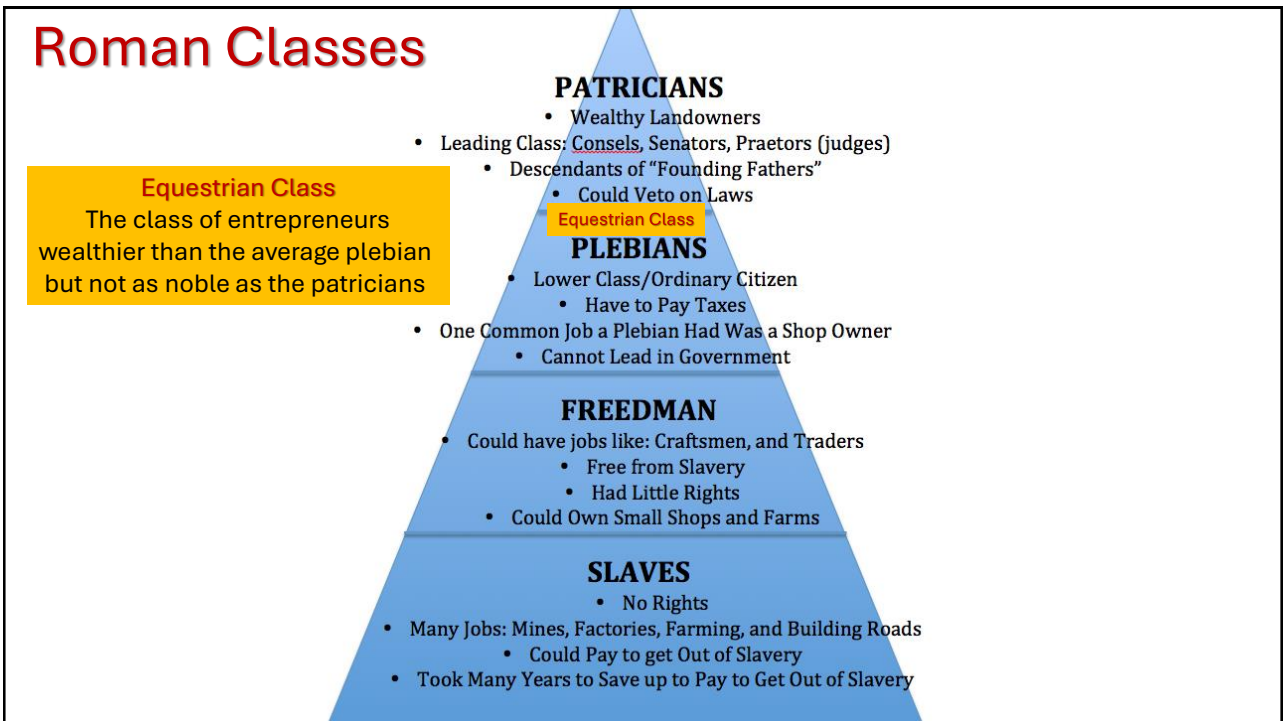 Roman Classes
PATRICIANS
• Wealthy Landowners
• Leading Class: Consels, Senators, Praetors (judges)
• Descendants of “Founding Fathers”
• Could Veto on Laws
Equestrian Class
The class of entrepreneurs
wealthier than the average plebian
but not as noble as the patricians
Equestrian Class
PLEBIANS
• Lower Class/Ordinary Citizen
• Have to Pay Taxes
• One Common Job a Plebian Had Was a Shop Owner
• Cannot Lead in Government
FREEDMAN
• Could have jobs like: Craftsmen, and Traders
• Free from Slavery
• Had Little Rights
• Could Own Small Shops and Farms
SLAVES
• No Rights
• Many Jobs: Mines, Factories, Farming, and Building Roads
• Could Pay to get Out of Slavery
• Took Many Years to Save up to Pay to Get Out of Slavery